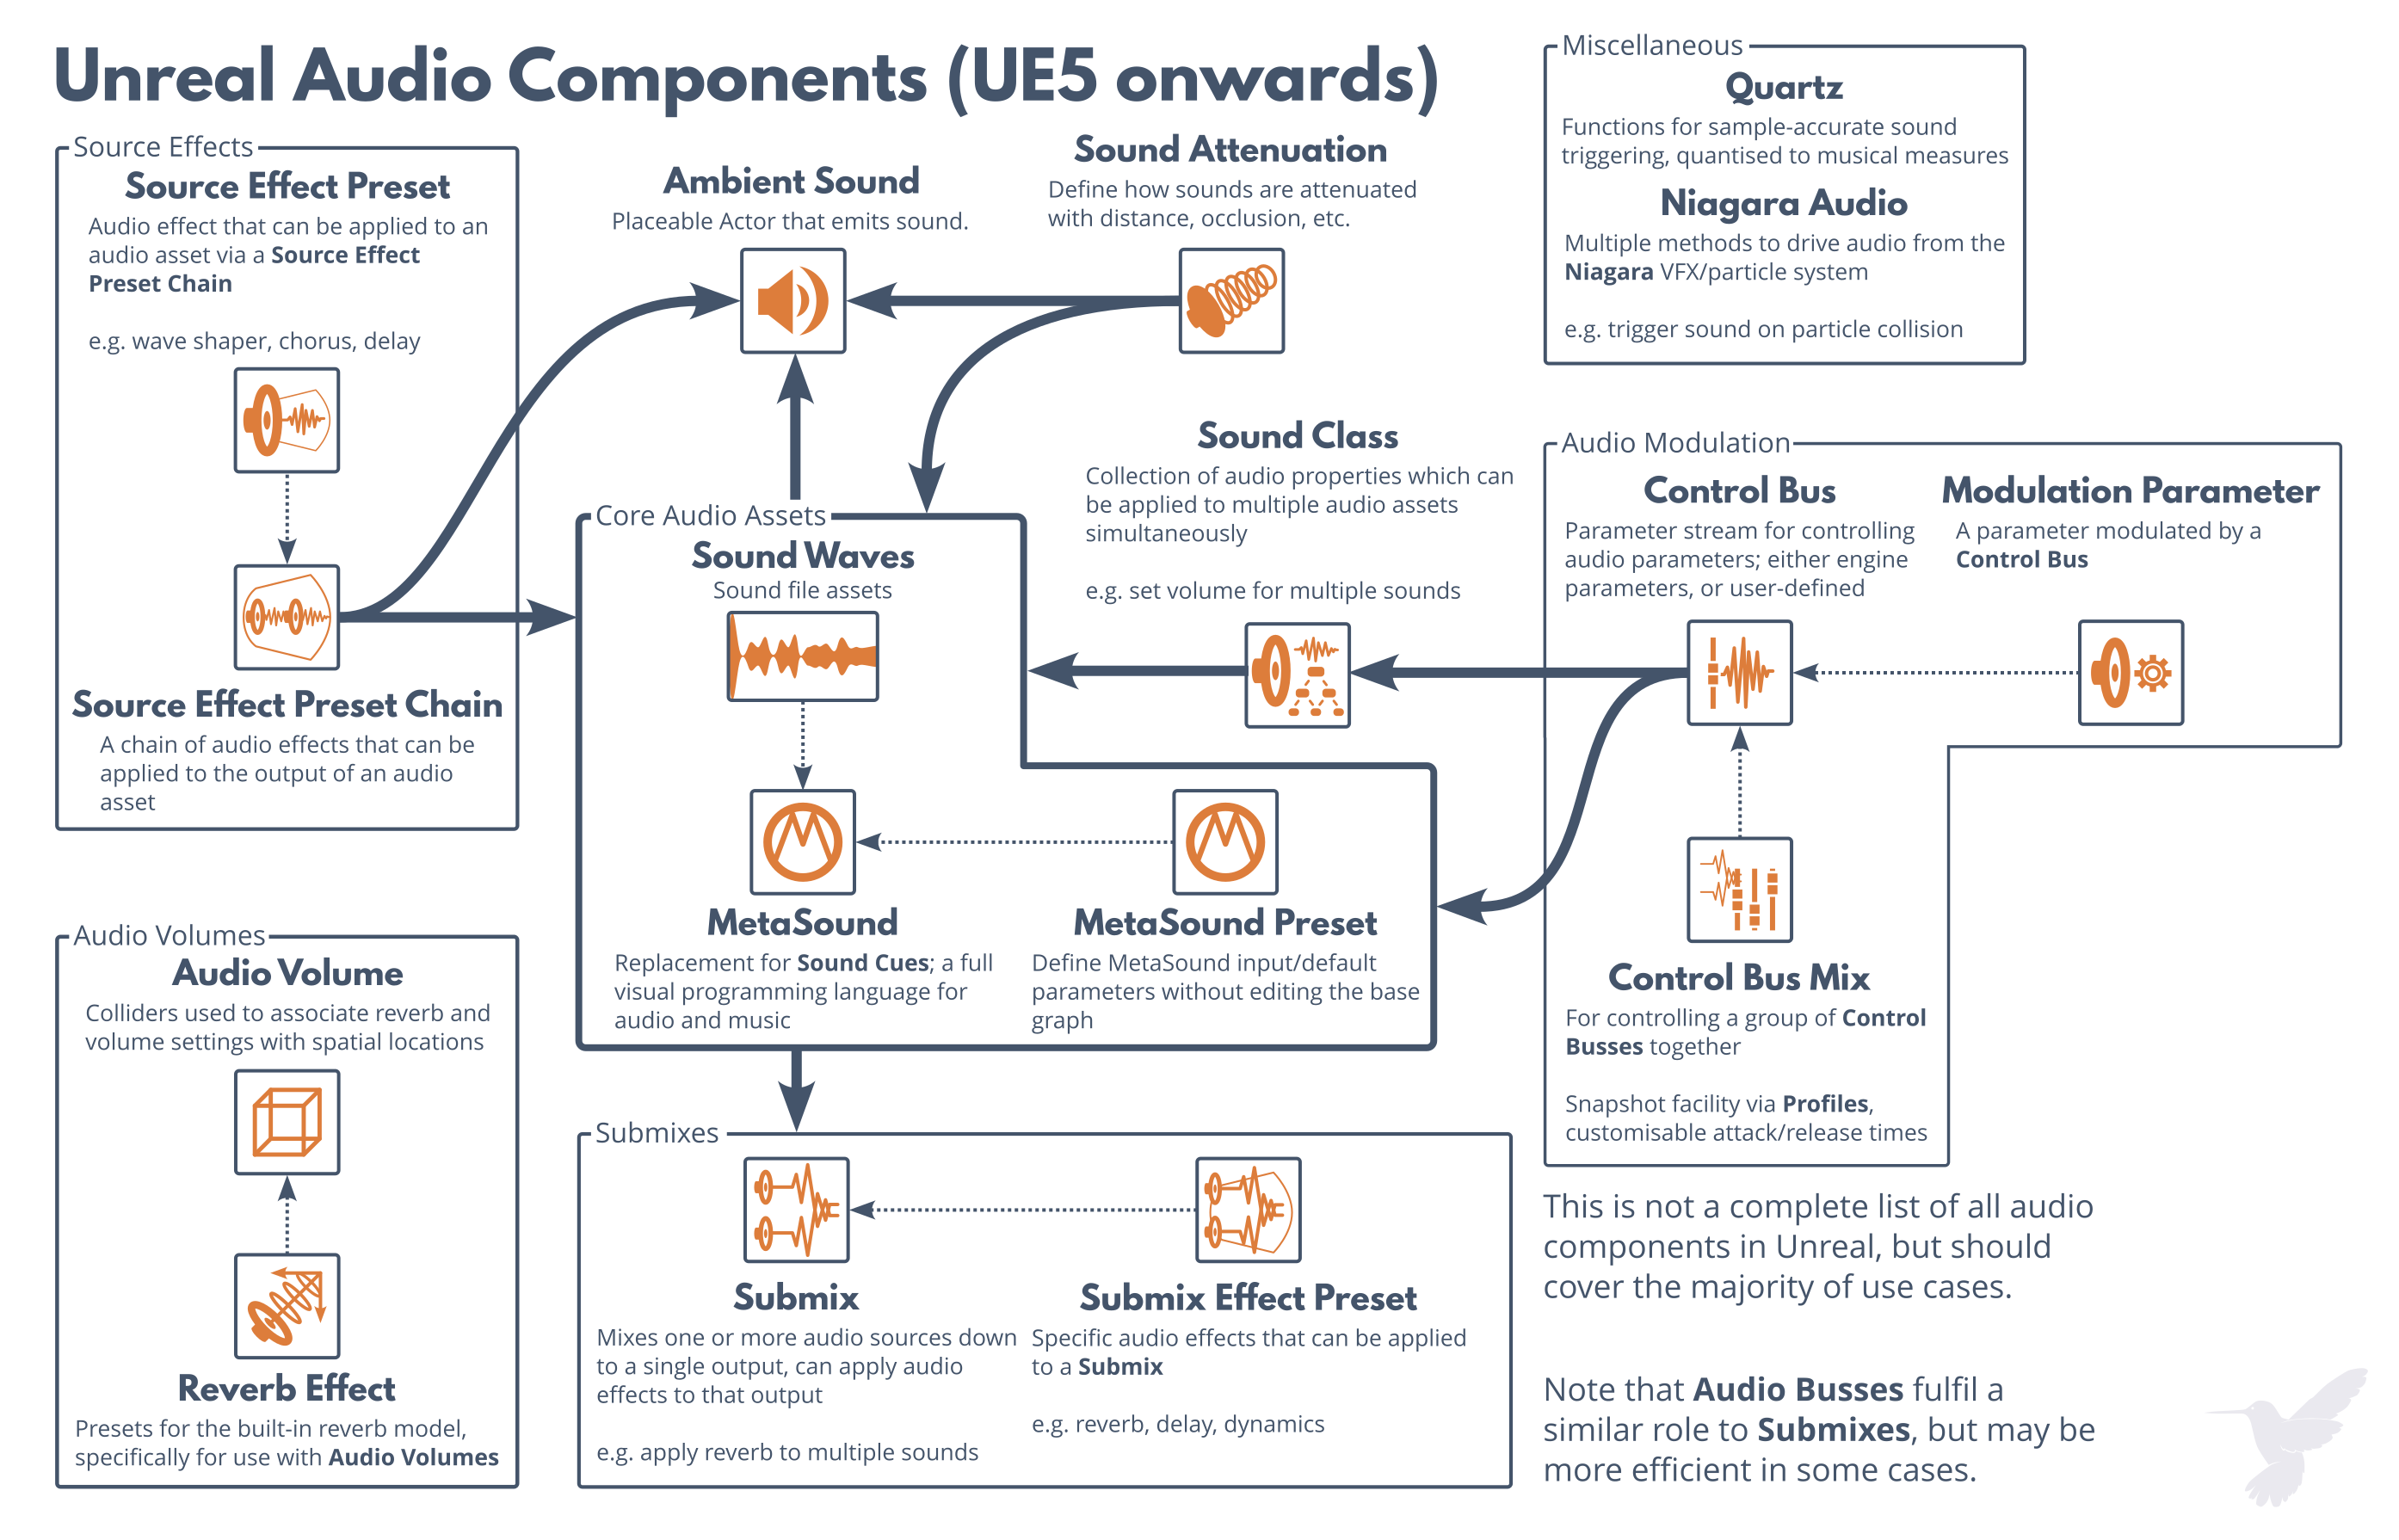 Unreal Audio Components (UE5 onwards)
Source Effects
Source Effect Preset
Audio effect that can be applied to an
audio asset via a Source Effect
Preset Chain
e.g. wave shaper, chorus, delay
Source Effect Preset Chain
A chain of audio effects that can be
applied to the output of an audio
asset
Audio Volumes
Audio Volume
Colliders used to associate reverb and
volume settings with spatial locations
Reverb Effect
Presets for the built-in reverb model,
specifically for use with Audio Volumes
Ambient Sound
Placeable Actor that emits sound.
Sound Attenuation
Define how sounds are attenuated
with distance, occlusion, etc.
Core Audio Assets
Sound Waves
Sound file assets
MetaSound
Replacement for Sound Cues; a full
visual programming language for
audio and music
MetaSound Preset
Define MetaSound input/default
parameters without editing the base
graph
Sound Class
Collection of audio properties which can
be applied to multiple audio assets
simultaneously
e.g. set volume for multiple sounds
Submixes
Submix
Mixes one or more audio sources down
to a single output, can apply audio
effects to that output
e.g. apply reverb to multiple sounds
Submix Effect Preset
Specific audio effects that can be applied
to a Submix
e.g. reverb, delay, dynamics
Miscellaneous
Quartz
Functions for sample-accurate sound
triggering, quantised to musical measures
Niagara Audio
Multiple methods to drive audio from the
Niagara VFX/particle system
e.g. trigger sound on particle collision
Audio Modulation
Control Bus
Parameter stream for controlling
audio parameters; either engine
parameters, or user-defined
Modulation Parameter
A parameter modulated by a
Control Bus
Control Bus Mix
For controlling a group of Control
Busses together
Snapshot facility via Profiles,
customisable attack/release times
This is not a complete list of all audio
components in Unreal, but should
cover the majority of use cases.
Note that Audio Busses fulfil a
similar role to Submixes, but may be
more efficient in some cases.